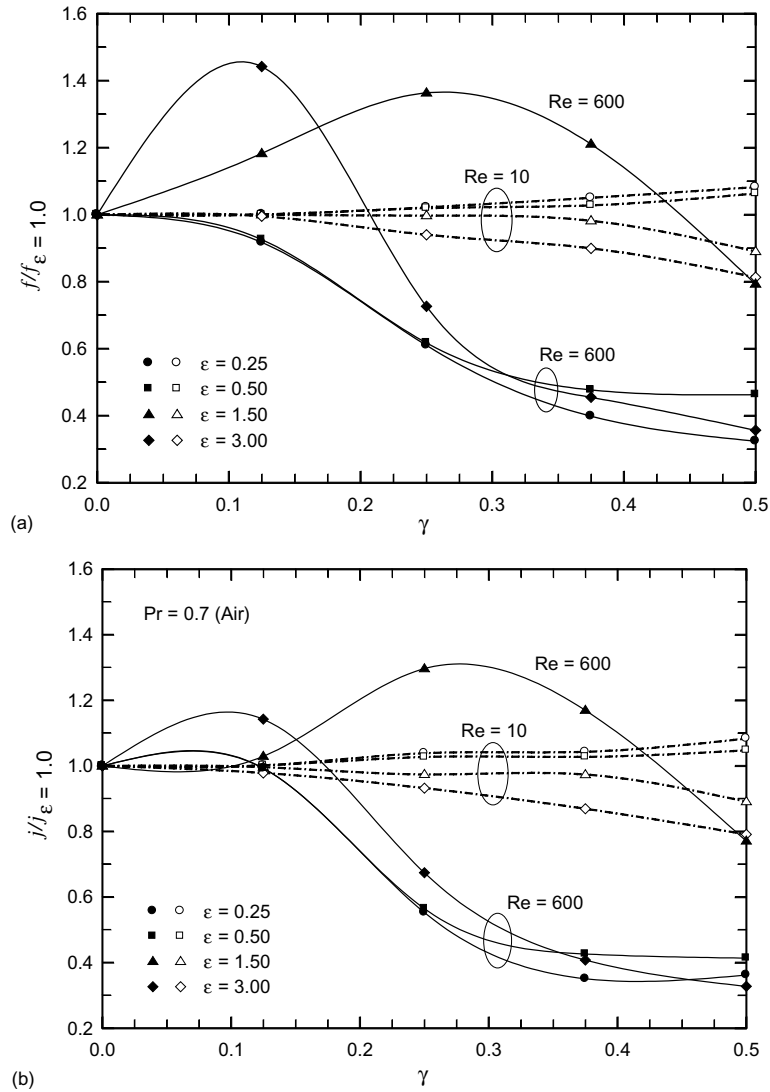 1.6
1.4
1.2
1.0
0.8
0.6
0.4
0.2
f/f ε = 1.0
Re = 600
Re = 10
Re = 600
ε = 0.25
ε = 0.50
ε = 1.50
ε = 3.00
0.0 0.1 0.2 0.3 0.4 0.5
γ
(a)
1.6
1.4
1.2
1.0
0.8
0.6
0.4
0.2
j/j ε = 1.0
Pr = 0.7 (Air)
Re = 600
Re = 10
Re = 600
ε = 0.25
ε = 0.50
ε = 1.50
ε = 3.00
0.0 0.1 0.2 0.3 0.4 0.5
γ
(b)